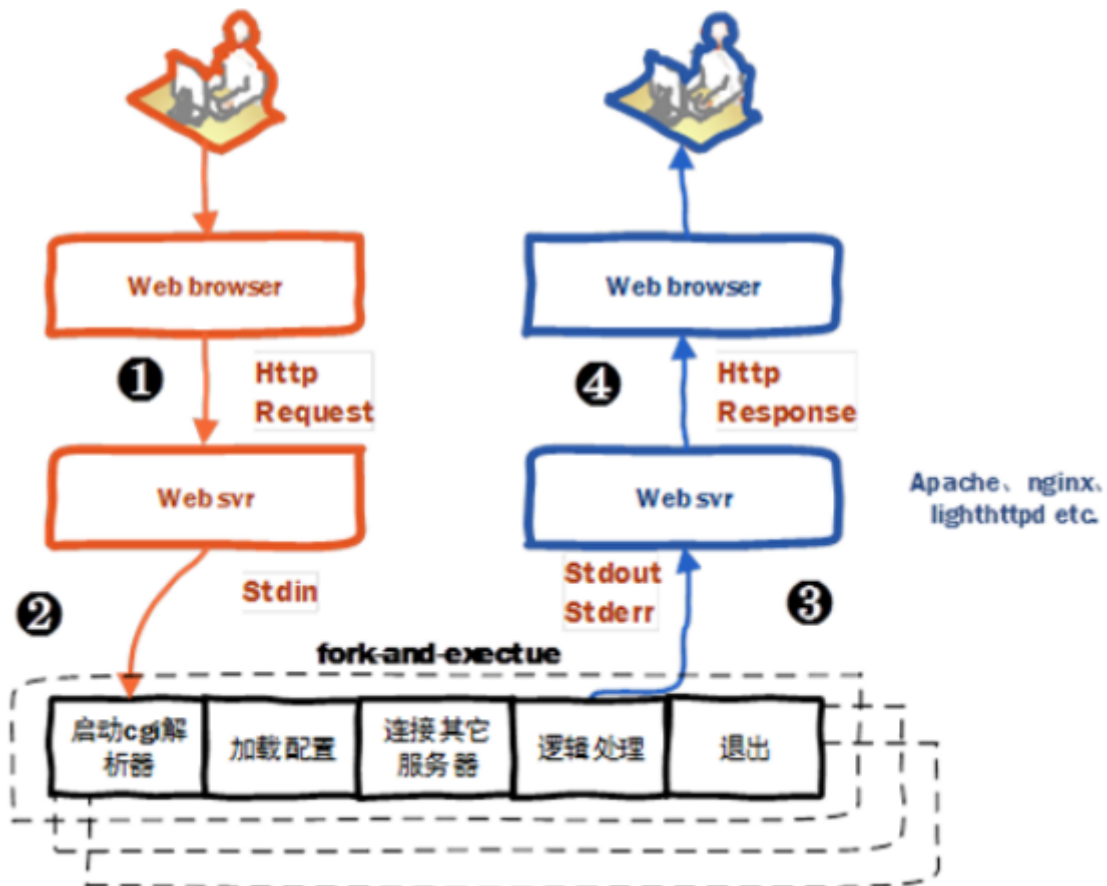 Web browser
Web browser
❶
Http
Request
❹
Http
Response
Web svr
Web svr
Apache、nginx、
lighthttpd etc.
❷
Stdin
Stdout
Stderr
❸
fork-and-exectue
启动cgi解
析器
加载配置
连接其它
服务器
逻辑处理
退出